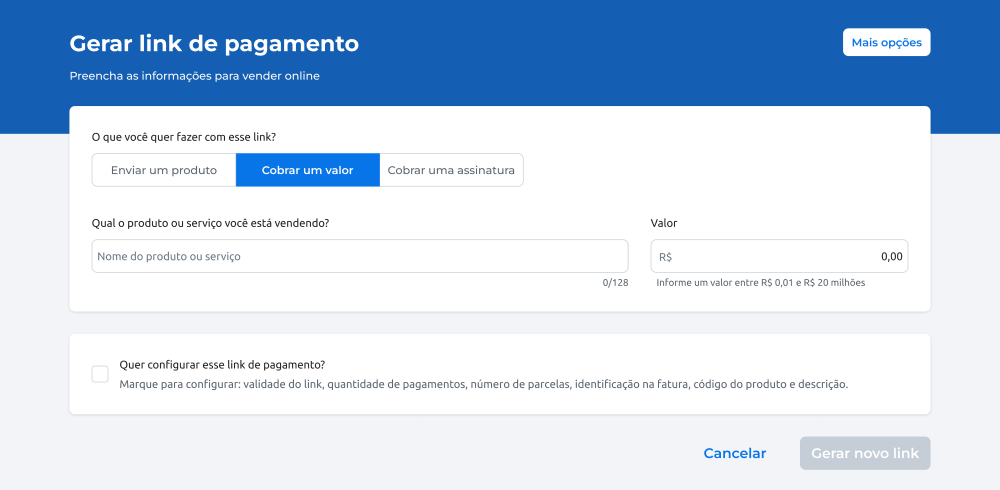 Gerar link de pagamento
Mais opções
Preencha as informações para vender online
O que você quer fazer com esse link?
Enviar um produto
Cobrar um valor
Cobrar uma assinatura
Qual o produto ou serviço você está vendendo?
Valor
Nome do produto ou serviço
R$ 0,00
0/128
Informe um valor entre R$ 0,01 e R$ 20 milhões
Quer configurar esse link de pagamento?
Marque para configurar: validade do link, quantidade de pagamentos, número de parcelas, identificação na fatura, código do produto e descrição.
Cancelar
Gerar novo link